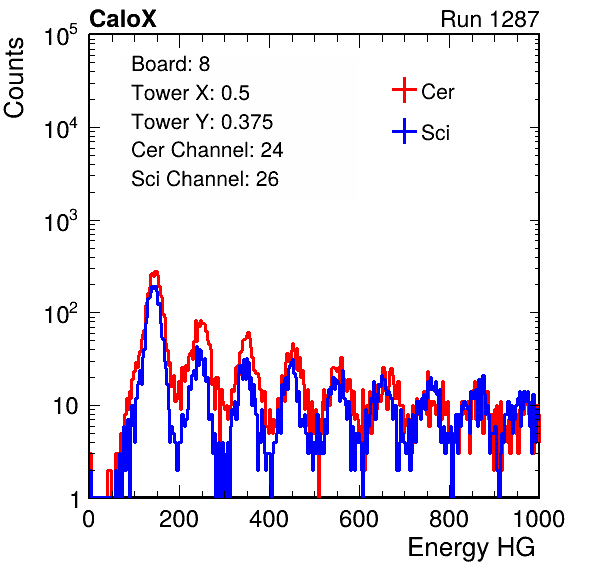 CaloX Run 1287
Counts
10^5
10^4
10^3
10^2
10
1
Board: 8
Tower X: 0.5
Tower Y: 0.375
Cer Channel: 24
Sci Channel: 26
Cer
Sci
0 200 400 600 800 1000
Energy HG